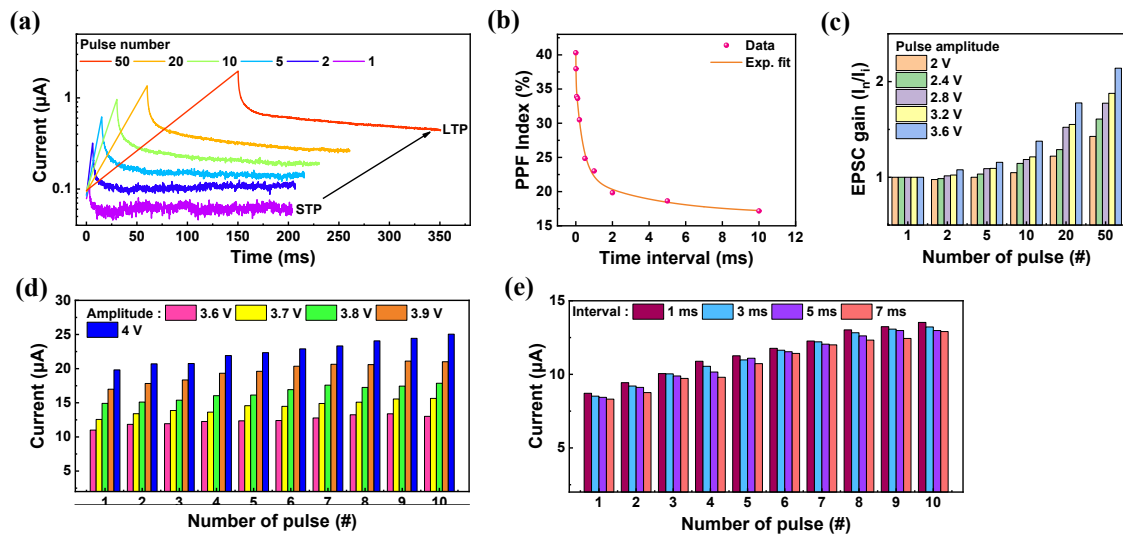 (a)
Pulse number
50 20 10 5 2 1
Current (µA)
1
0.1
LTP
STP
0 50 100 150 200 250 300 350
Time (ms)
(b)
Data
Exp. fit
PPF Index (%)
40
35
30
25
20
15
0 2 4 6 8 10 12
Time interval (ms)
(c)
Pulse amplitude
2 V
2.4 V
2.8 V
3.2 V
3.6 V
EPSC gain (In/Ii)
2
1
1 2 5 10 20 50
Number of pulse (#)
(d)
Amplitude : 3.6 V 3.7 V 3.8 V 3.9 V
4 V
Current (µA)
30
25
20
15
10
5
1 2 3 4 5 6 7 8 9 10
Number of pulse (#)
(e)
Interval : 1 ms 3 ms 5 ms 7 ms
Current (µA)
15
10
5
1 2 3 4 5 6 7 8 9 10
Number of pulse (#)